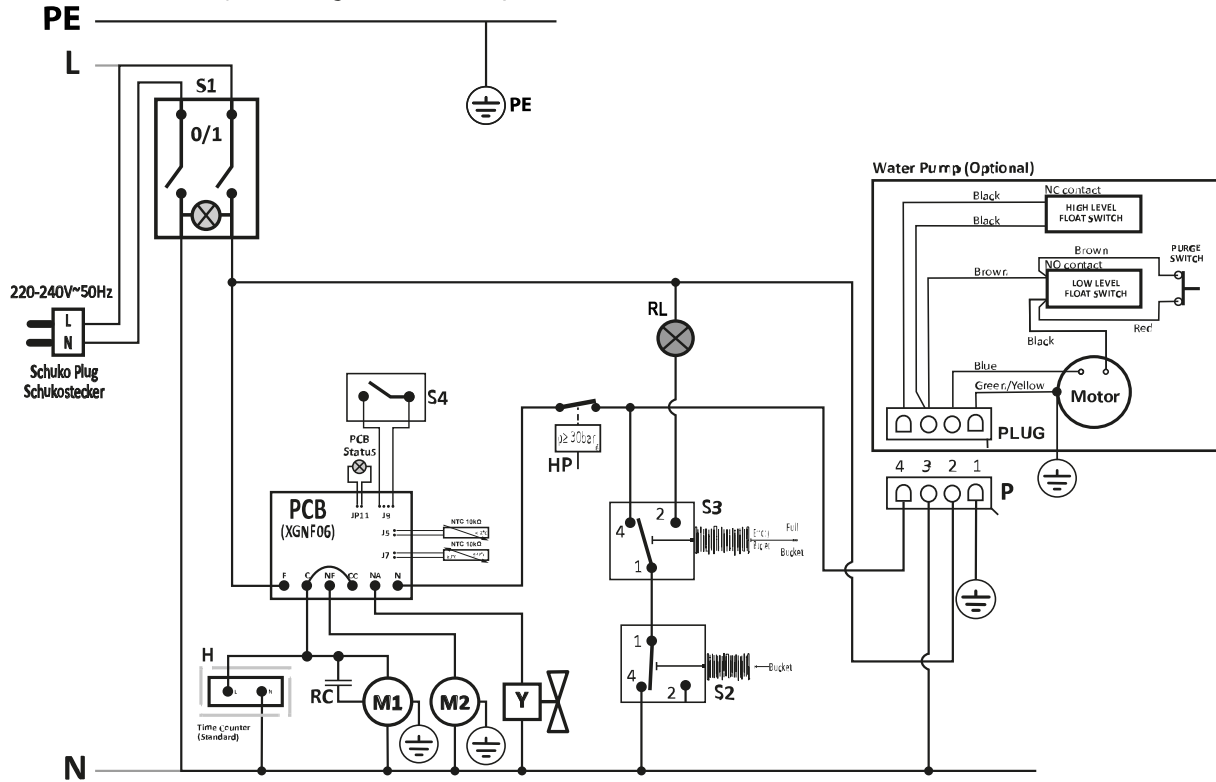 PE
L
S1
0/1
PE
Water Pump (Optional)
Black
NC contact
HIGH LEVEL
FLOAT SWITCH
Black
Brown
PURGE
SWITCH
NO contact
Brown
LOW LEVEL
FLOAT SWITCH
Red
Black
220-240V~50Hz
L
N
Schuko Plug
Schukostecker
RL
Blue
Green/Yellow
Motor
PLUG
S4
PCB
Status
p≥ 30bar
HP
4 3 2 1
P
PCB
(XGNF06)
JP11 J9
J5
NTC 10kΩ
J7
NTC 10kΩ
F C NF CC NA N
S3
4 2
1
Full
Bucket
Empty
Bucket
H
L N
Time Counter
(Standard)
RC
M1
M2
Y
1
4 2
S2
Bucket
N